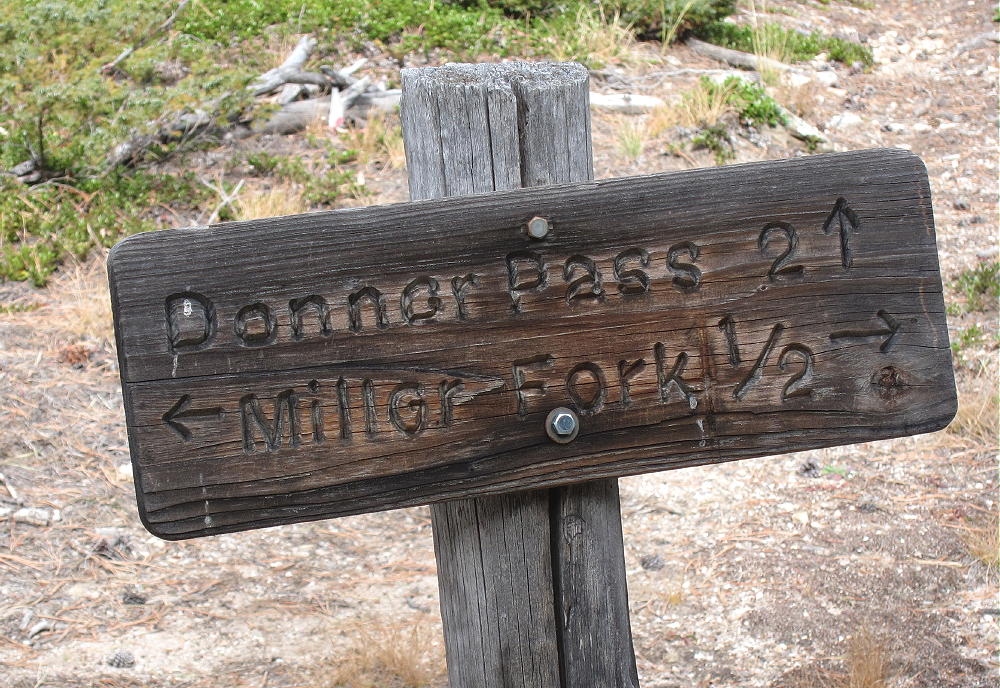 Donner Pass 2 ↑
← Miller Fork 1/2 →